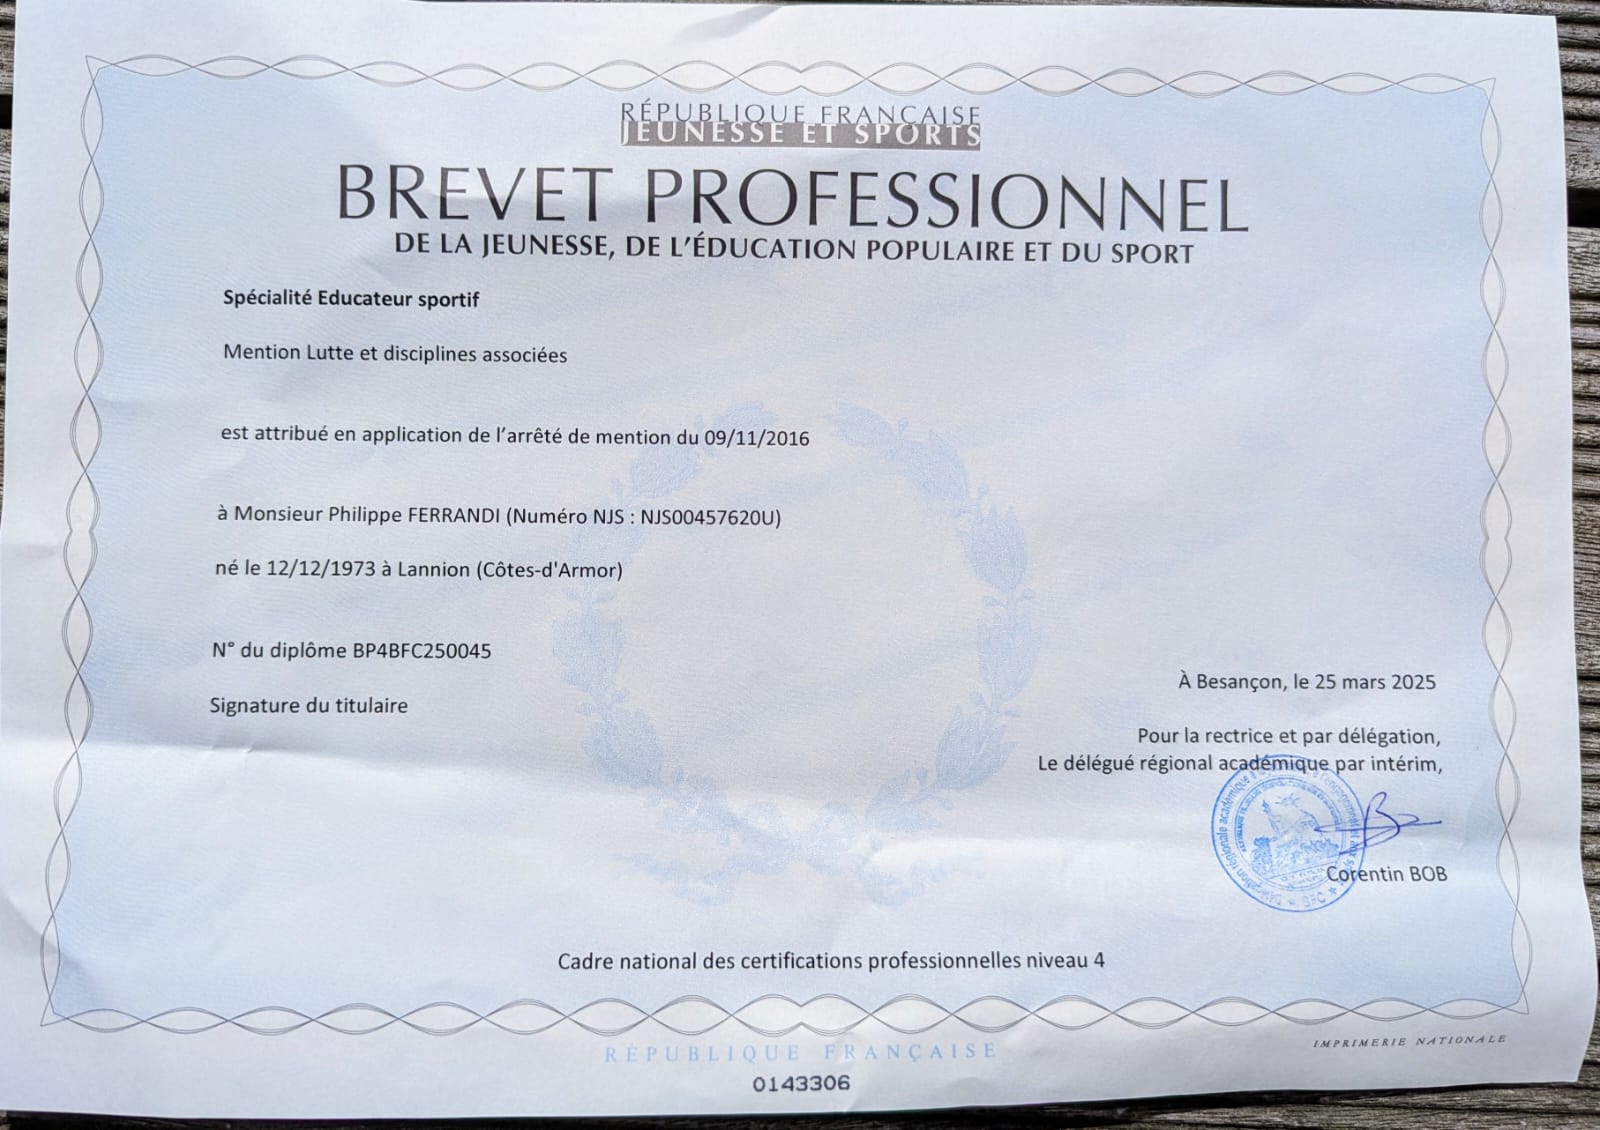 RÉPUBLIQUE FRANÇAISE
JEUNESSE ET SPORTS
BREVET PROFESSIONNEL
DE LA JEUNESSE, DE L'ÉDUCATION POPULAIRE ET DU SPORT
Spécialité Educateur sportif
Mention Lutte et disciplines associées
est attribué en application de l'arrêté de mention du 09/11/2016
à Monsieur Philippe FERRANDI (Numéro NJS : NJS00457620U)
né le 12/12/1973 à Lannion (Côtes-d'Armor)
N° du diplôme BP4BFC250045
Signature du titulaire
À Besançon, le 25 mars 2025
Pour la rectrice et par délégation,
Le délégué régional académique par intérim,
Corentin BOB
Cadre national des certifications professionnelles niveau 4
IMPRIMERIE NATIONALE
RÉPUBLIQUE FRANÇAISE
0143306